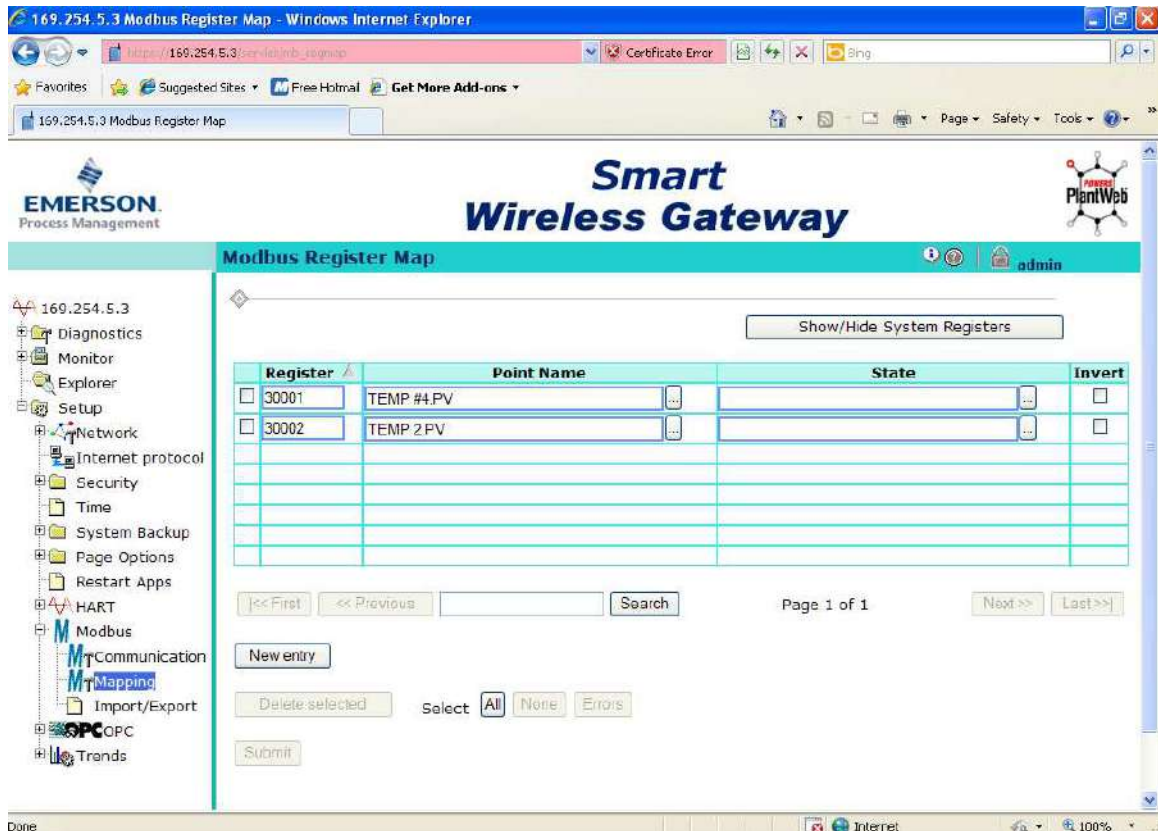 169.254.5.3 Modbus Register Map - Windows Internet Explorer
https://169.254.5.3/
Certificate Error
Bing
Favorites
Suggested Sites
Free Hotmail
Get More Add-ons
169.254.5.3 Modbus Register Map
Page
Safety
Tools
EMERSON.
Process Management
Smart
Wireless Gateway
POWERS
PlantWeb
Modbus Register Map
admin
169.254.5.3
Diagnostics
Monitor
Explorer
Setup
Network
Internet protocol
Security
Time
System Backup
Page Options
Restart Apps
HART
Modbus
Communication
Mapping
Import/Export
OPC OPC
Trends
Show/Hide System Registers
Register Point Name State Invert
30001 TEMP #4.PV ... ...
30002 TEMP 2.PV ... ...
|<< First << Previous Search Page 1 of 1 Next >> Last >>|
New entry
Delete selected Select All None Errors
Submit
Done
Internet
100%